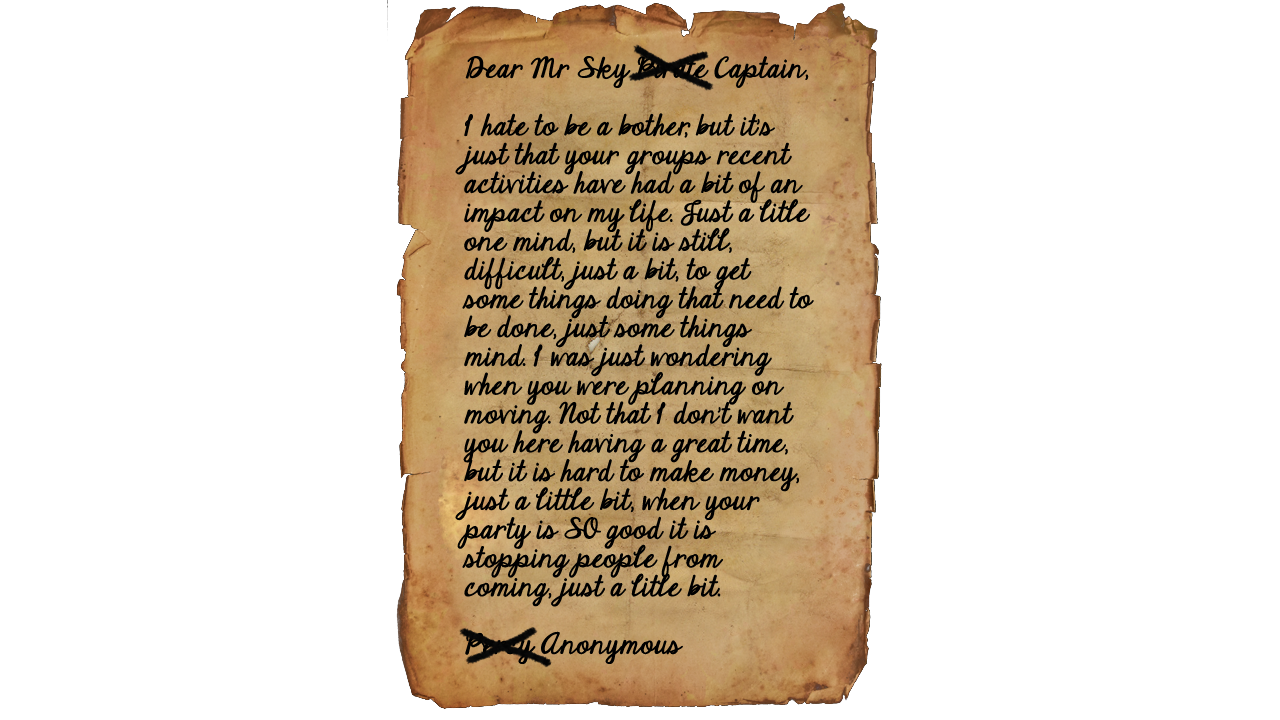 Dear Mr Sky Pirate Captain,
I hate to be a bother, but it's
just that your groups recent
activities have had a bit of an
impact on my life. Just a litle
one mind, but it is still,
difficult, just a bit, to get
some things doing that need to
be done, just some things
mind. I was just wondering
when you were planning on
moving. Not that I don't want
you here having a great time,
but it is hard to make money,
just a little bit, when your
party is SO good it is
stopping people from
coming, just a litle bit.
Anonymous